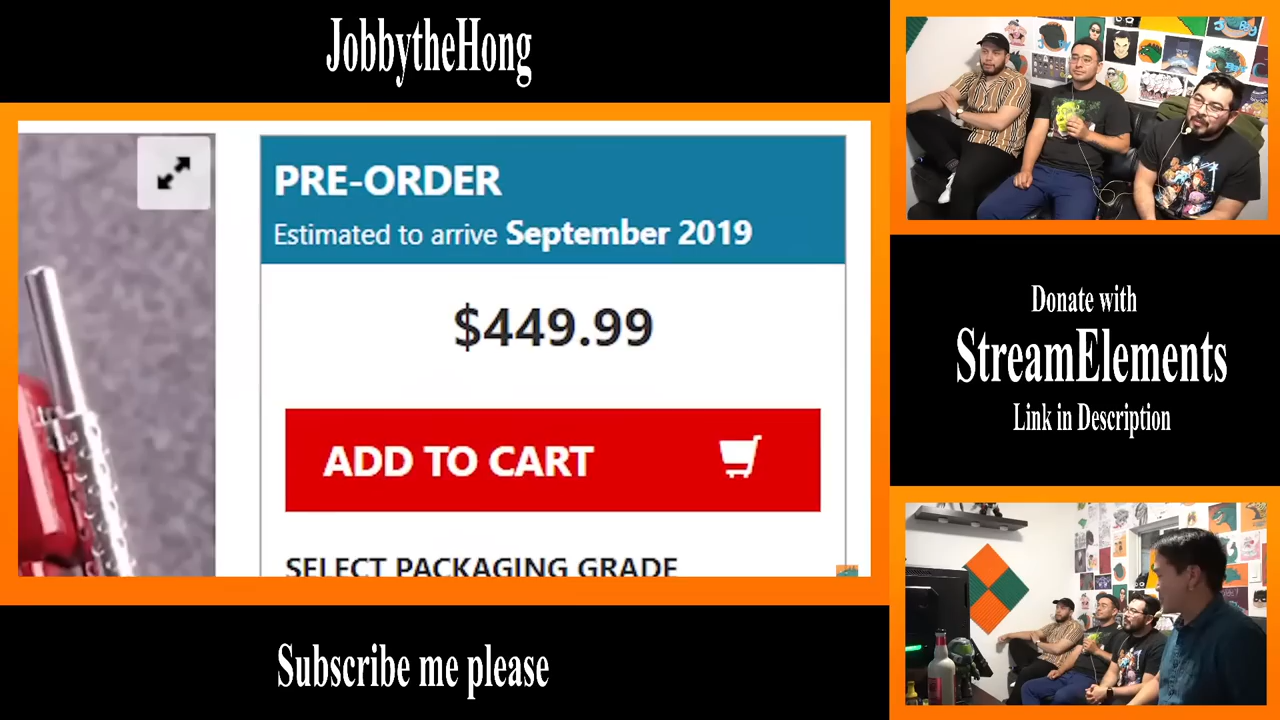 JobbytheHong
PRE-ORDER
Estimated to arrive September 2019
$449.99
ADD TO CART
SELECT PACKAGING GRADE
Donate with
StreamElements
Link in Description
Subscribe me please